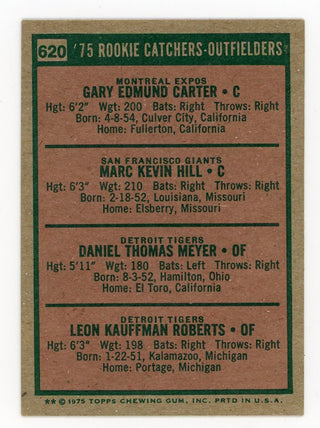 620 '75 ROOKIE CATCHERS-OUTFIELDERS
MONTREAL EXPOS
GARY EDMUND CARTER • C
Hgt: 6'2" Wgt: 200 Bats: Right Throws: Right
Born: 4-8-54, Culver City, California
Home: Fullerton, California
SAN FRANCISCO GIANTS
MARC KEVIN HILL • C
Hgt: 6'3" Wgt: 210 Bats: Right Throws: Right
Born: 2-18-52, Louisiana, Missouri
Home: Elsberry, Missouri
DETROIT TIGERS
DANIEL THOMAS MEYER • OF
Hgt: 5'11" Wgt: 180 Bats: Left Throws: Right
Born: 8-3-52, Hamilton, Ohio
Home: El Toro, California
DETROIT TIGERS
LEON KAUFFMAN ROBERTS • OF
Hgt: 6'3" Wgt: 198 Bats: Right Throws: Right
Born: 1-22-51, Kalamazoo, Michigan
Home: Portage, Michigan
** © 1975 TOPPS CHEWING GUM, INC. PRTD IN U.S.A.